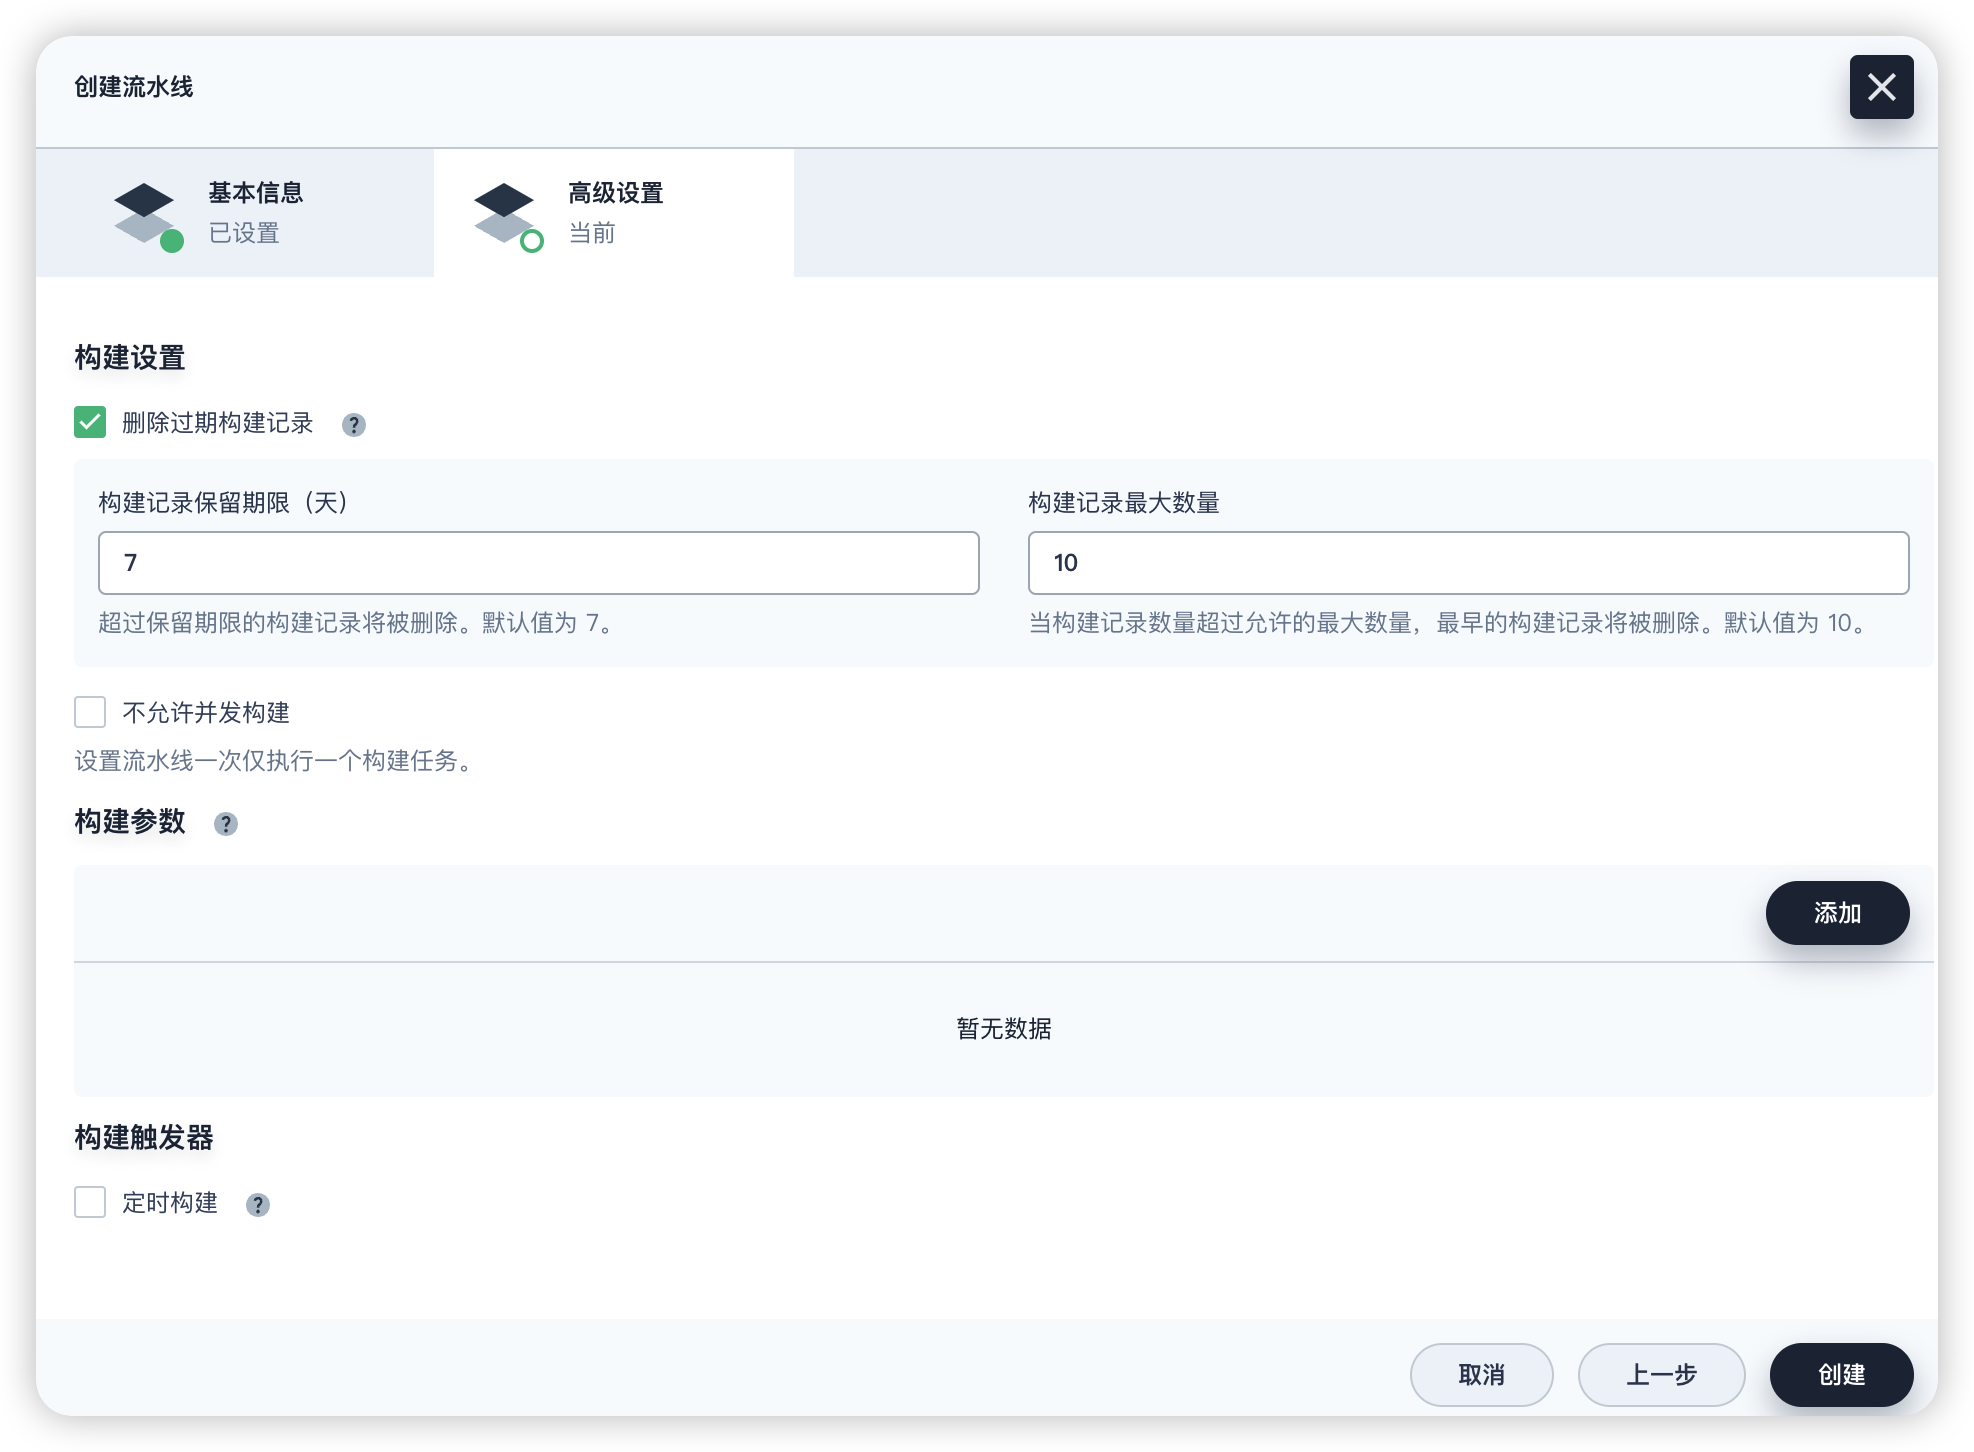 创建流水线
基本信息
已设置
高级设置
当前
构建设置
删除过期构建记录 ?
构建记录保留期限（天）
7
超过保留期限的构建记录将被删除。默认值为 7。
构建记录最大数量
10
当构建记录数量超过允许的最大数量，最早的构建记录将被删除。默认值为 10。
不允许并发构建
设置流水线一次仅执行一个构建任务。
构建参数 ?
添加
暂无数据
构建触发器
定时构建 ?
取消
上一步
创建